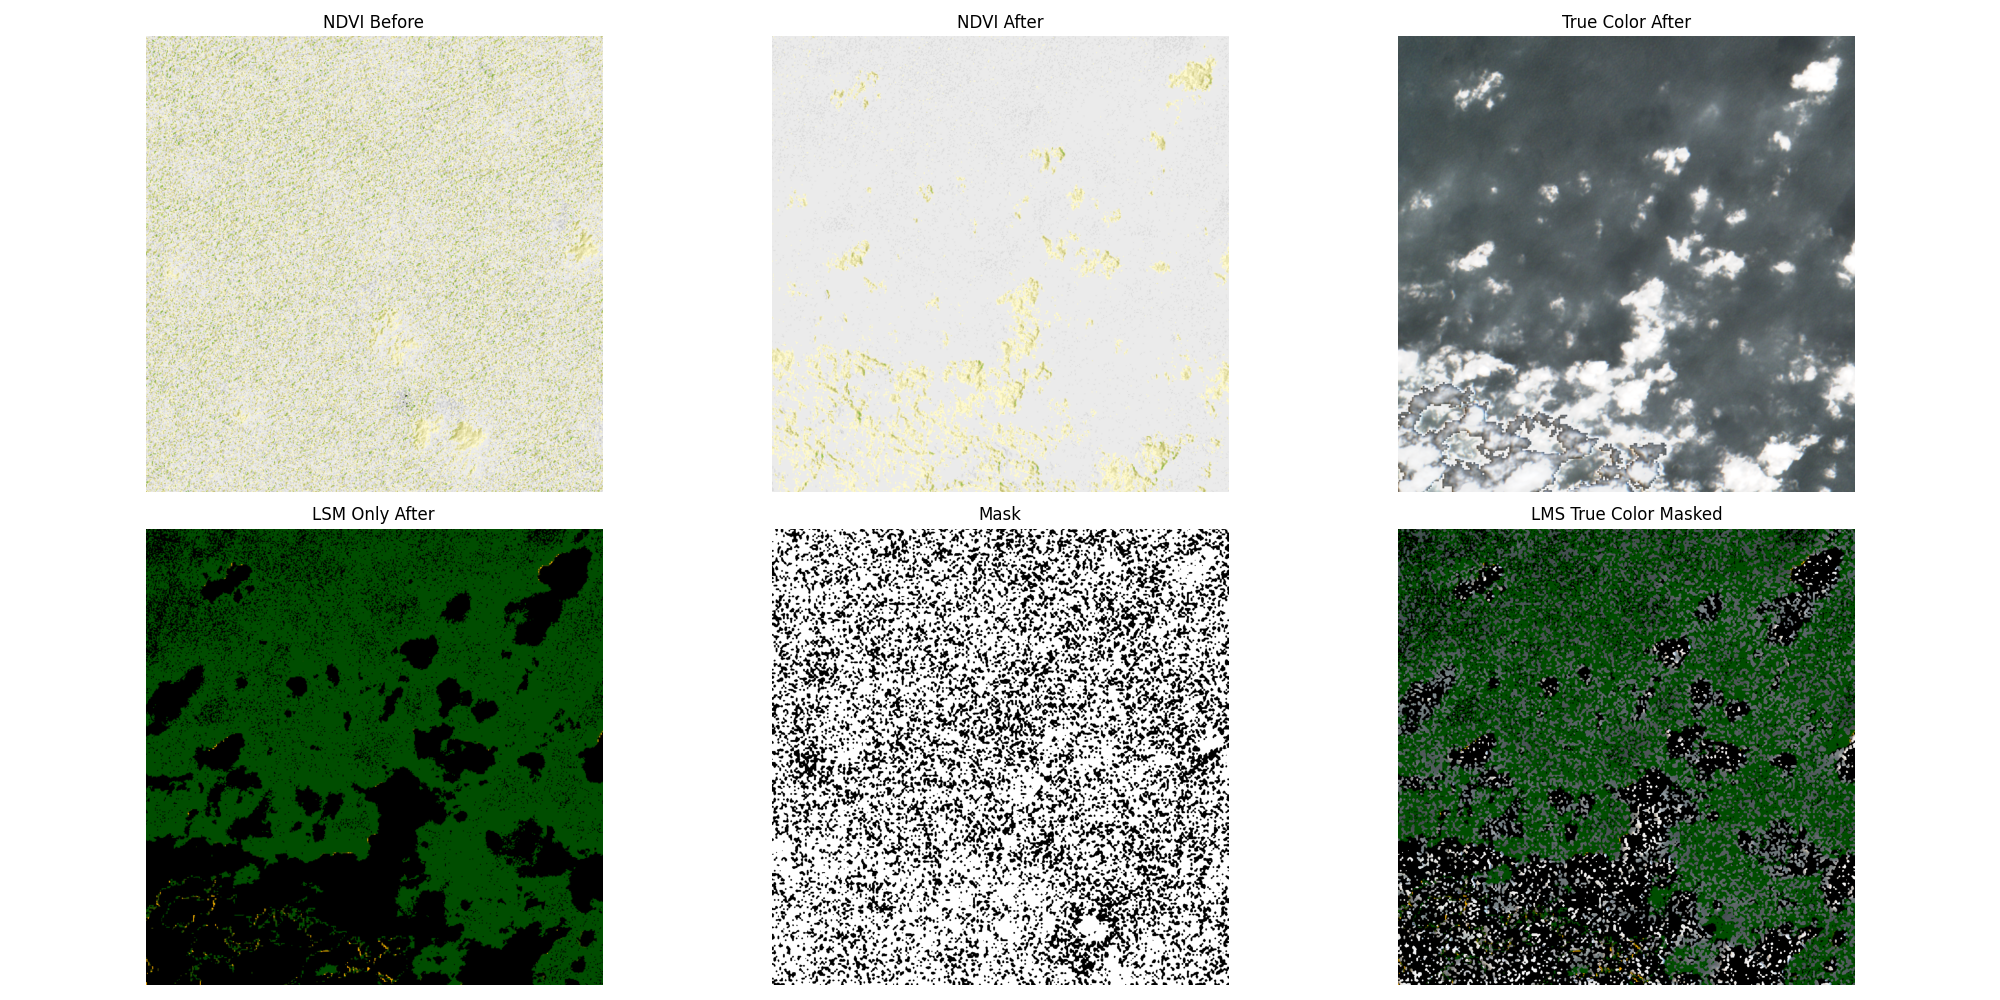 NDVI Before
NDVI After
True Color After
LSM Only After
Mask
LMS True Color Masked